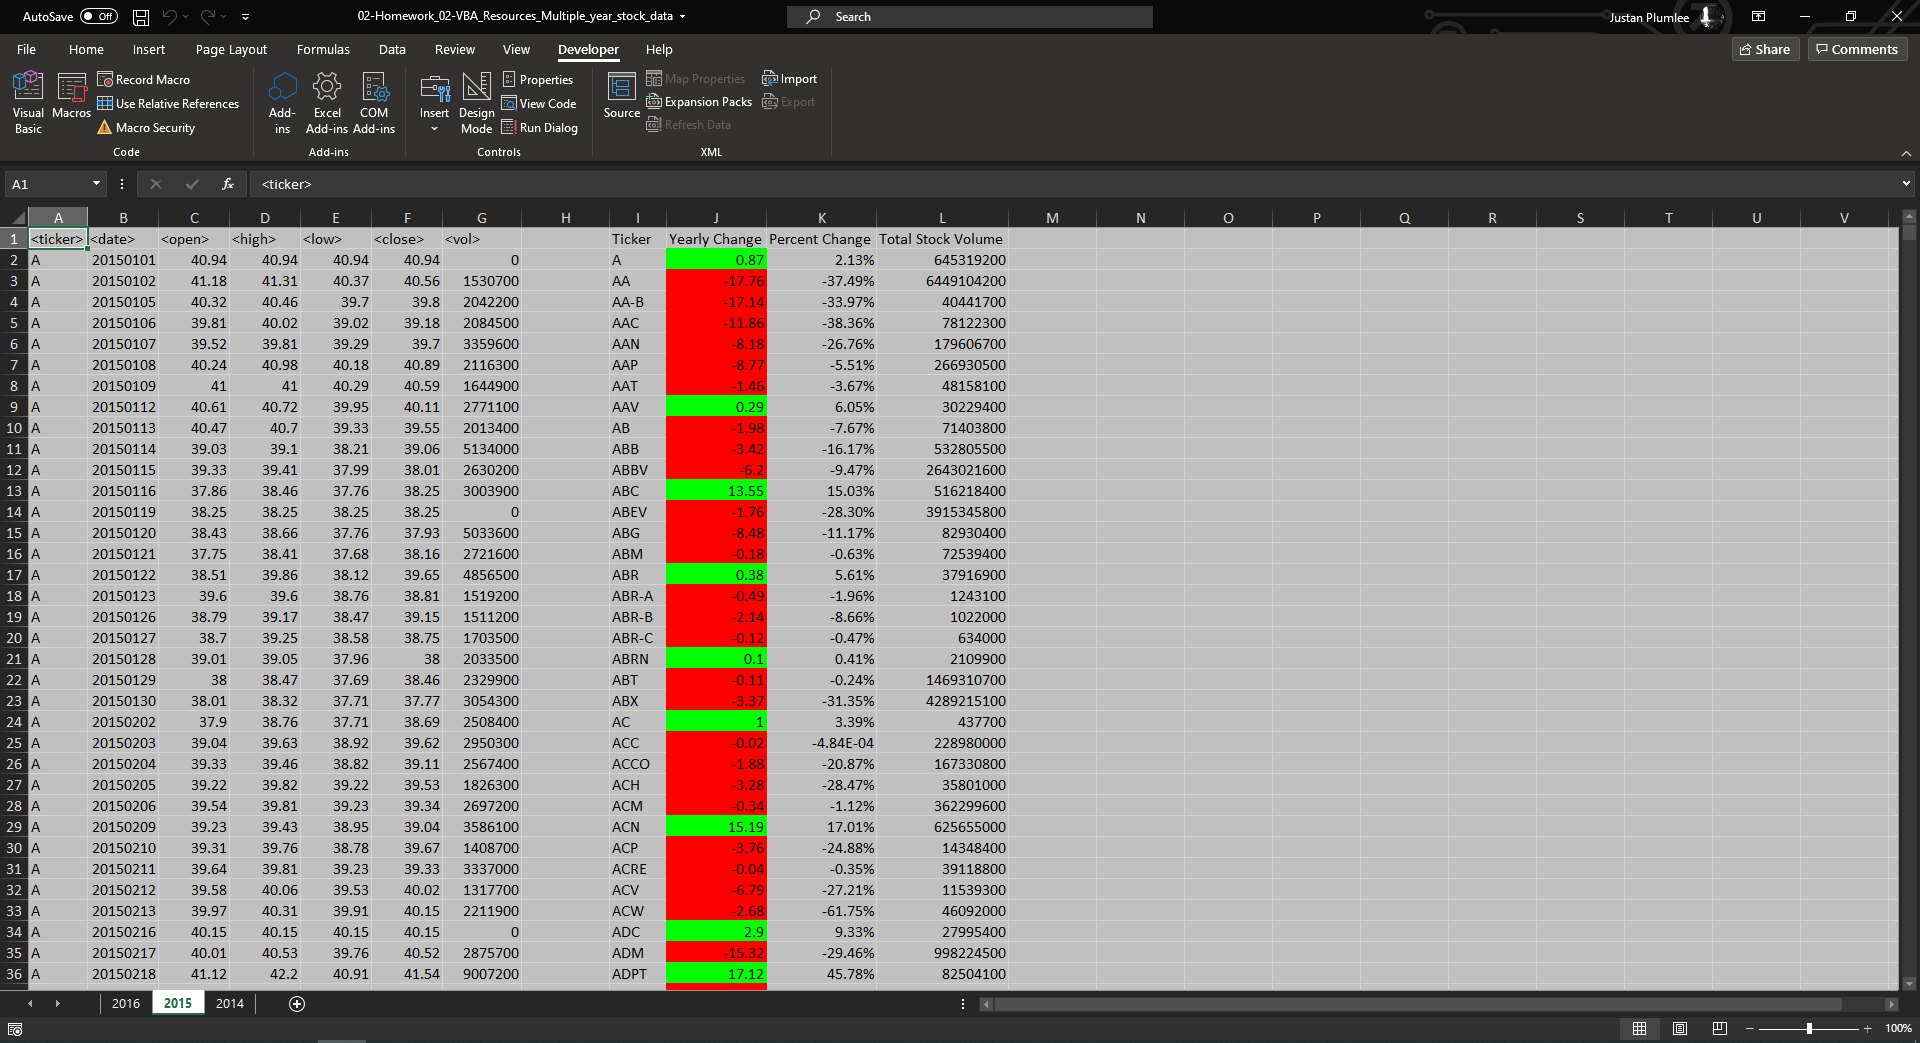 AutoSave Off 02-Homework_02-VBA_Resources_Multiple_year_stock_data Search Justan Plumlee
File Home Insert Page Layout Formulas Data Review View Developer Help Share Comments
Visual Basic Macros Record Macro Use Relative References Macro Security Code
Add-ins Excel Add-ins COM Add-ins Add-ins
Insert Design Mode Properties View Code Run Dialog Controls
Source Map Properties Expansion Packs Refresh Data Import Export XML
A1 fx <ticker>
A B C D E F G H I J K L M N O P Q R S T U V
1 <ticker> <date> <open> <high> <low> <close> <vol> Ticker Yearly Change Percent Change Total Stock Volume
2 A 20150101 40.94 40.94 40.94 40.94 0 A 0.87 2.13% 645319200
3 A 20150102 41.18 41.31 40.37 40.56 1530700 AA -17.76 -37.49% 6449104200
4 A 20150105 40.32 40.46 39.7 39.8 2042200 AA-B -17.14 -33.97% 40441700
5 A 20150106 39.81 40.02 39.02 39.18 2084500 AAC -11.86 -38.36% 78122300
6 A 20150107 39.52 39.81 39.29 39.7 3359600 AAN -8.18 -26.76% 179606700
7 A 20150108 40.24 40.98 40.18 40.89 2116300 AAP -8.77 -5.51% 266930500
8 A 20150109 41 41 40.29 40.59 1644900 AAT -1.46 -3.67% 48158100
9 A 20150112 40.61 40.72 39.95 40.11 2771100 AAV 0.29 6.05% 30229400
10 A 20150113 40.47 40.7 39.33 39.55 2013400 AB -1.98 -7.67% 71403800
11 A 20150114 39.03 39.1 38.21 39.06 5134000 ABB -3.42 -16.17% 532805500
12 A 20150115 39.33 39.41 37.99 38.01 2630200 ABBV -6.2 -9.47% 2643021600
13 A 20150116 37.86 38.46 37.76 38.25 3003900 ABC 13.55 15.03% 516218400
14 A 20150119 38.25 38.25 38.25 38.25 0 ABEV -1.76 -28.30% 3915345800
15 A 20150120 38.43 38.66 37.76 37.93 5033600 ABG -8.48 -11.17% 82930400
16 A 20150121 37.75 38.41 37.68 38.16 2721600 ABM -0.18 -0.63% 72539400
17 A 20150122 38.51 39.86 38.12 39.65 4856500 ABR 0.38 5.61% 37916900
18 A 20150123 39.6 39.6 38.76 38.81 1519200 ABR-A -0.49 -1.96% 1243100
19 A 20150126 38.79 39.17 38.47 39.15 1511200 ABR-B -2.14 -8.66% 1022000
20 A 20150127 38.7 39.25 38.58 38.75 1703500 ABR-C -0.12 -0.47% 634000
21 A 20150128 39.01 39.05 37.96 38 2033500 ABRN 0.1 0.41% 2109900
22 A 20150129 38 38.47 37.69 38.46 2329900 ABT -0.11 -0.24% 1469310700
23 A 20150130 38.01 38.32 37.71 37.77 3054300 ABX -3.37 -31.35% 4289215100
24 A 20150202 37.9 38.76 37.71 38.69 2508400 AC 1 3.39% 437700
25 A 20150203 39.04 39.63 38.92 39.62 2950300 ACC -0.02 -4.84E-04 228980000
26 A 20150204 39.33 39.46 38.82 39.11 2567400 ACCO -1.88 -20.87% 167330800
27 A 20150205 39.22 39.82 39.22 39.53 1826300 ACH -3.28 -28.47% 35801000
28 A 20150206 39.54 39.81 39.23 39.34 2697200 ACM -0.34 -1.12% 362299600
29 A 20150209 39.23 39.43 38.95 39.04 3586100 ACN 15.19 17.01% 625655000
30 A 20150210 39.31 39.76 38.78 39.67 1408700 ACP -3.76 -24.88% 14348400
31 A 20150211 39.64 39.81 39.23 39.33 3337000 ACRE -0.04 -0.35% 39118800
32 A 20150212 39.58 40.06 39.53 40.02 1317700 ACV -6.79 -27.21% 11539300
33 A 20150213 39.97 40.31 39.91 40.15 2211900 ACW -2.68 -61.75% 46092000
34 A 20150216 40.15 40.15 40.15 40.15 0 ADC 2.9 9.33% 27995400
35 A 20150217 40.01 40.53 39.76 40.52 2875700 ADM -15.32 -29.46% 998224500
36 A 20150218 41.12 42.2 40.91 41.54 9007200 ADPT 17.12 45.78% 82504100
2016 2015 2014
100%